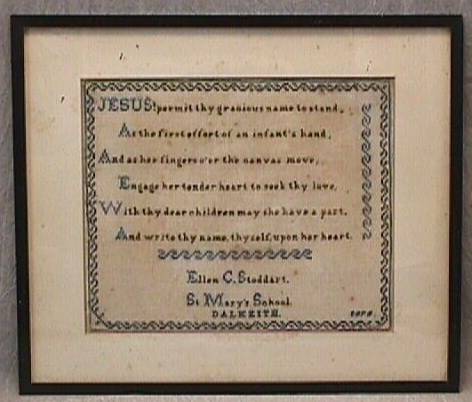 JESUS! permit thy gracious name to stand,
As the first effort of an infant's hand,
And as her fingers o'er the canvas move,
Engage her tender heart to seek thy love,
With thy dear children may she have a part,
And write thy name, thyself, upon her heart.
Ellen C. Stoddart.
St Mary's School.
DALKEITH.